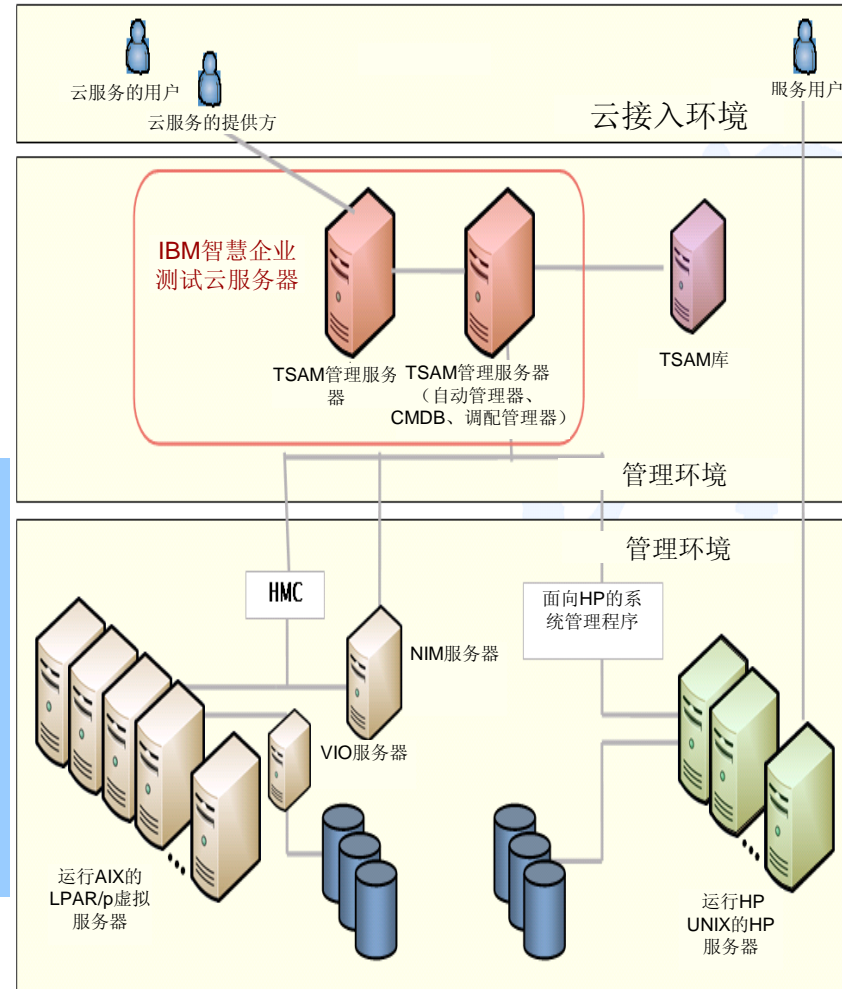 云服务的用户
云服务的提供方
服务用户
云接入环境
IBM智慧企业
测试云服务器
TSAM管理服务
器
TSAM管理服务器
（自动管理器、
CMDB、调配管理器）
TSAM库
管理环境
管理环境
HMC
面向HP的系
统管理程序
NIM服务器
VIO服务器
运行AIX的
LPAR/p虚拟
服务器
运行HP
UNIX的HP
服务器